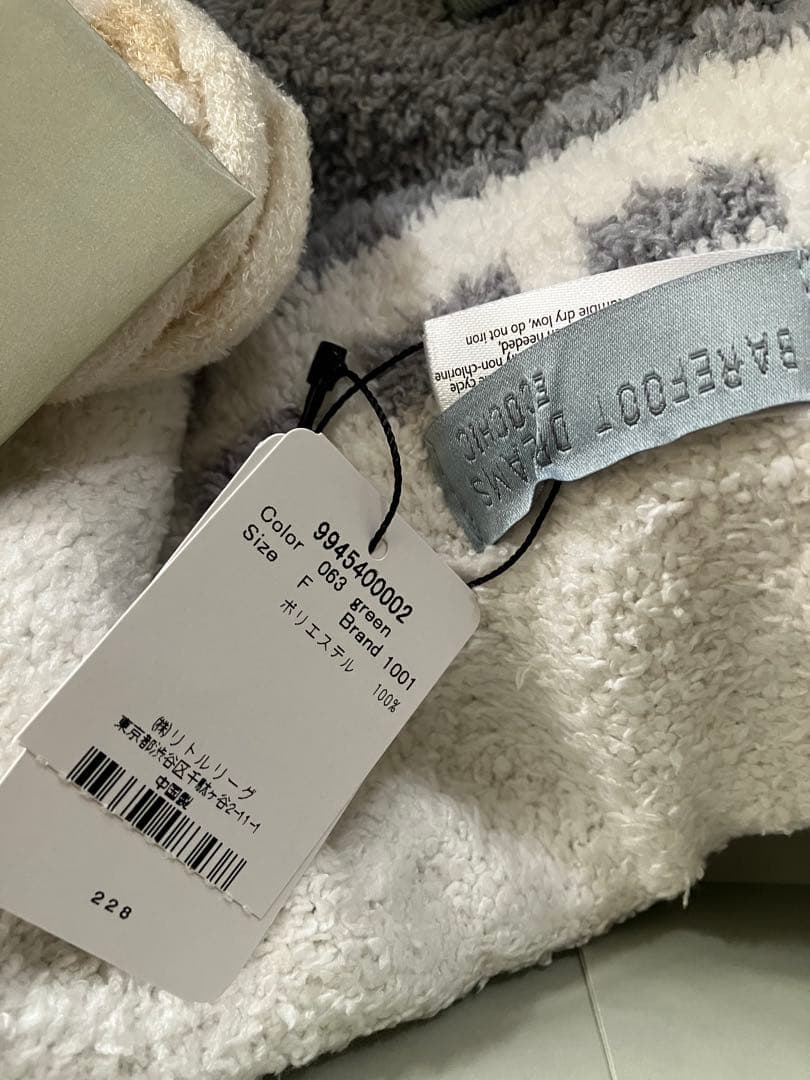 9945400002
Color 063 green
Size F Brand 1001
ポリエステル 100%
㈱リトルリーグ
東京都渋谷区千駄ヶ谷2-11-1
中国製
228
BAREFOOT DREAMS
ECOCHIC
cycle
non-chlorine
needed,
dry low, do not iron